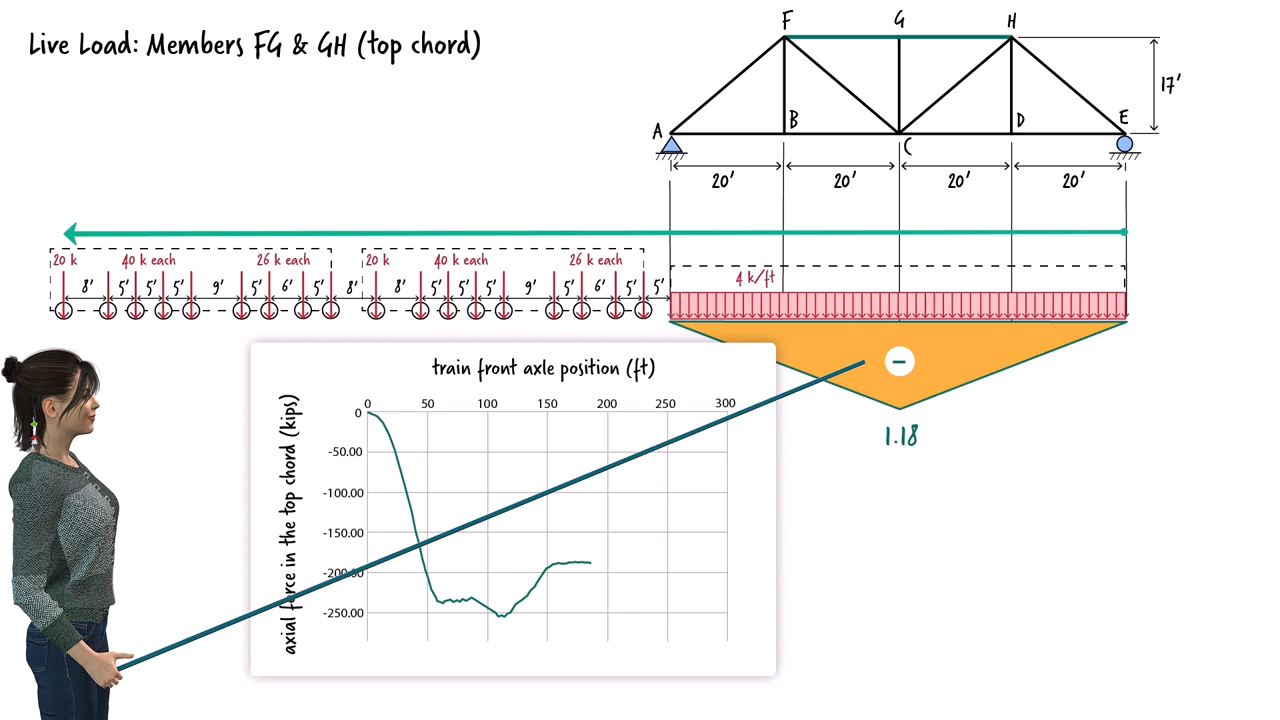 Live Load: Members FG & GH (top chord)
F G H
17'
A B C D E
20' 20' 20' 20'
20 k 40 k each 26 k each 20 k 40 k each 26 k each 4 k/ft
8' 5' 5' 5' 9' 5' 6' 5' 8' 8' 5' 5' 5' 9' 5' 6' 5' 5'
−
1.18
train front axle position (ft)
0 50 100 150 200 250 300
axial force in the top chord (kips)
0
-50.00
-100.00
-150.00
-200.00
-250.00